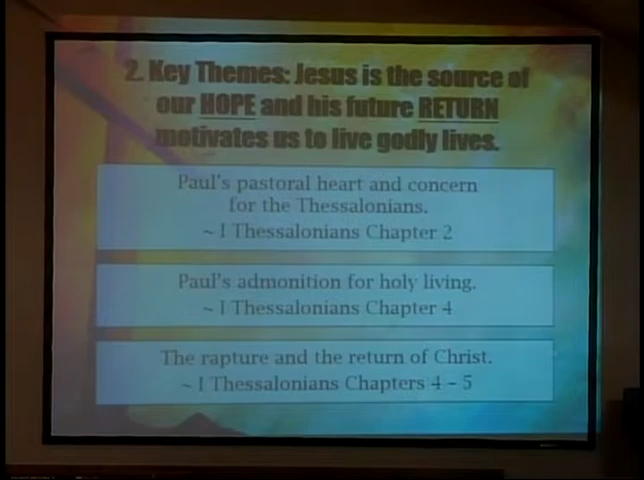 2. Key Themes: Jesus is the source of
our HOPE and his future RETURN
motivates us to live godly lives.
Paul's pastoral heart and concern
for the Thessalonians.
~ I Thessalonians Chapter 2
Paul's admonition for holy living.
~ I Thessalonians Chapter 4
The rapture and the return of Christ.
~ I Thessalonians Chapters 4 – 5